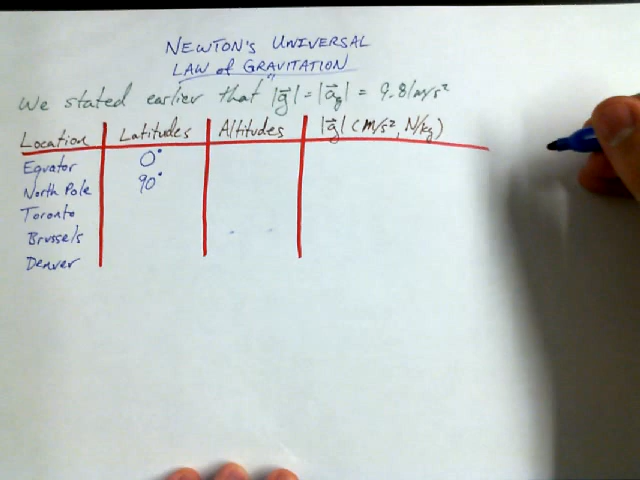 NEWTON'S UNIVERSAL
LAW of GRAVITATION
We stated earlier that |g⃗| = |a⃗g| = 9.81m/s²
Location Latitudes Altitudes |g⃗| (m/s², N/kg)
Equator 0°
North Pole 90°
Toronto
Brussels
Denver